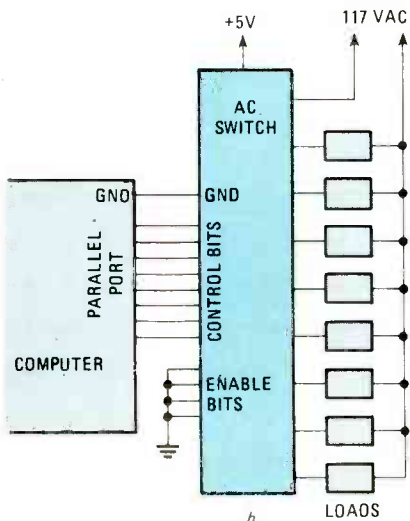 +5V
117 VAC
AC
SWITCH
GNO
GND
PARALLEL
PORT
CONTROL BITS
COMPUTER
ENABLE
BITS
b
LOAOS